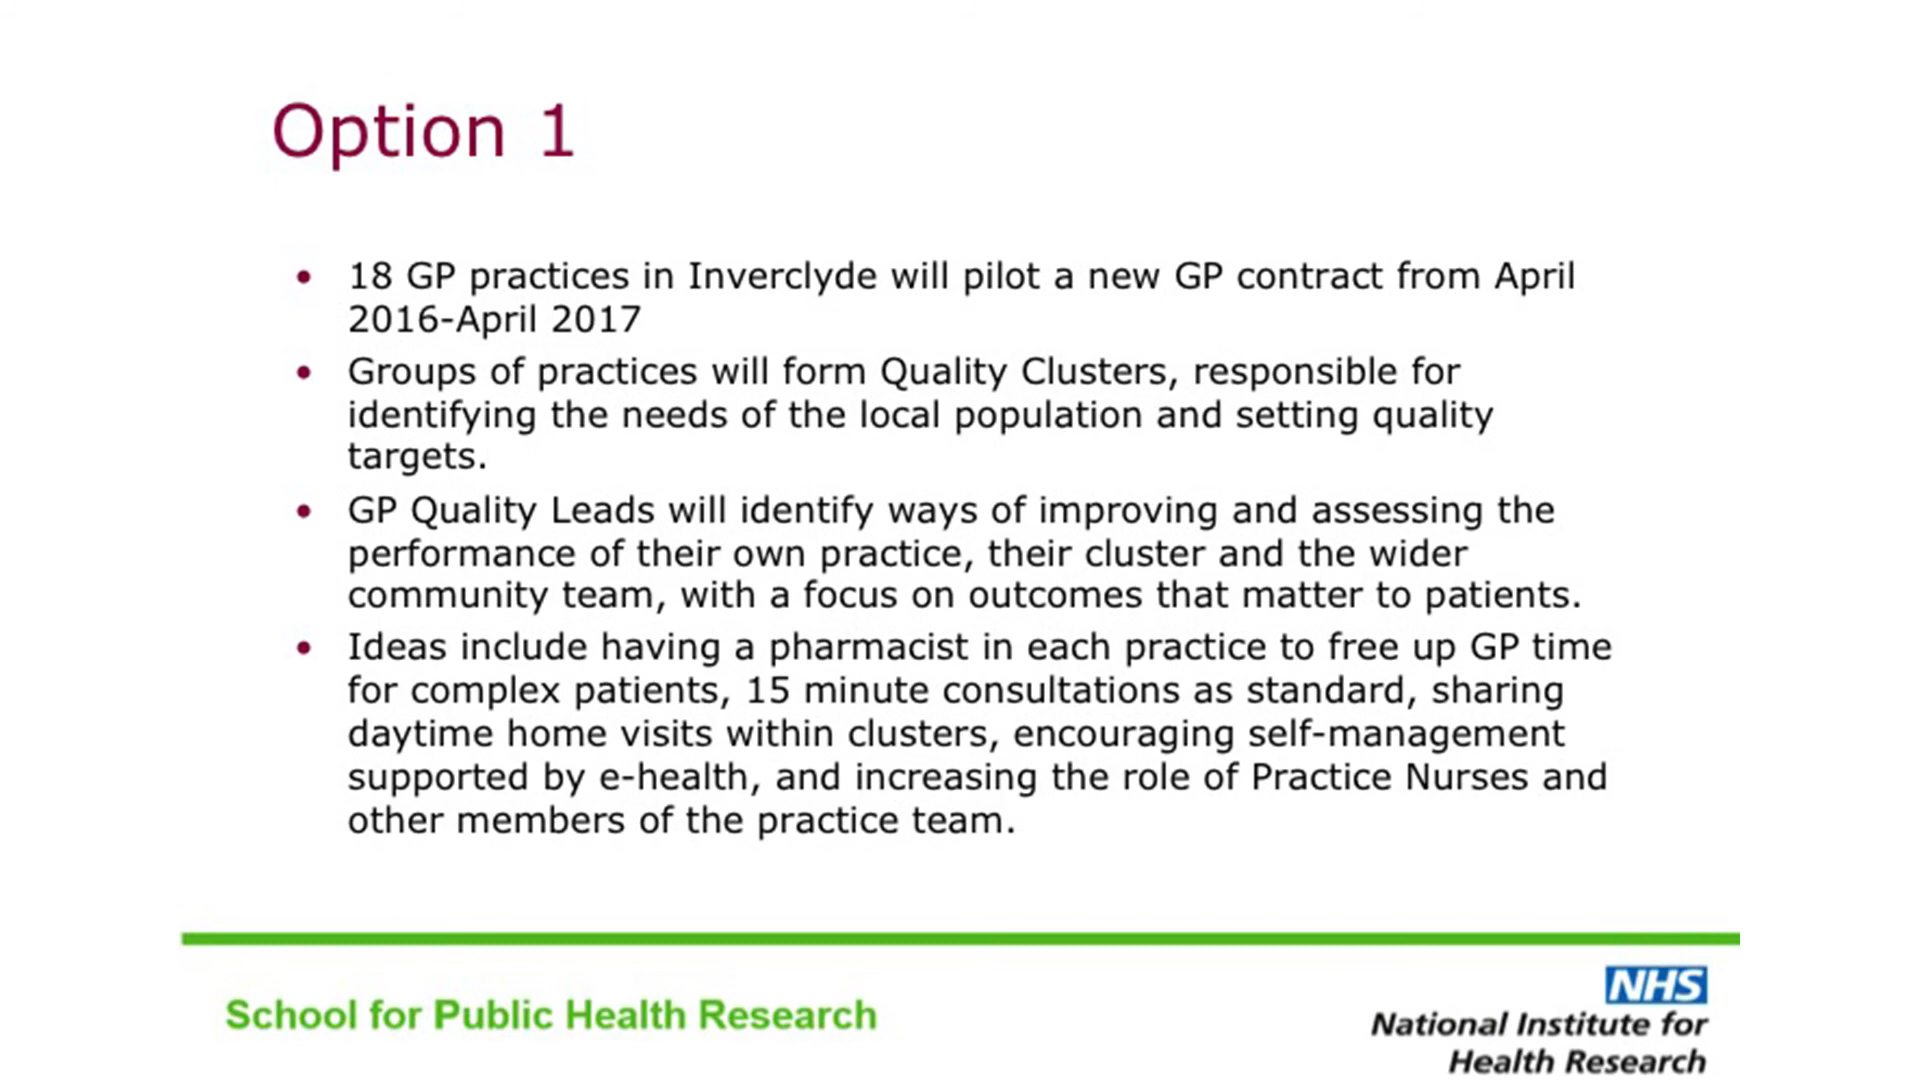 Option 1
• 18 GP practices in Inverclyde will pilot a new GP contract from April
2016-April 2017
• Groups of practices will form Quality Clusters, responsible for
identifying the needs of the local population and setting quality
targets.
• GP Quality Leads will identify ways of improving and assessing the
performance of their own practice, their cluster and the wider
community team, with a focus on outcomes that matter to patients.
• Ideas include having a pharmacist in each practice to free up GP time
for complex patients, 15 minute consultations as standard, sharing
daytime home visits within clusters, encouraging self-management
supported by e-health, and increasing the role of Practice Nurses and
other members of the practice team.
School for Public Health Research
NHS
National Institute for
Health Research